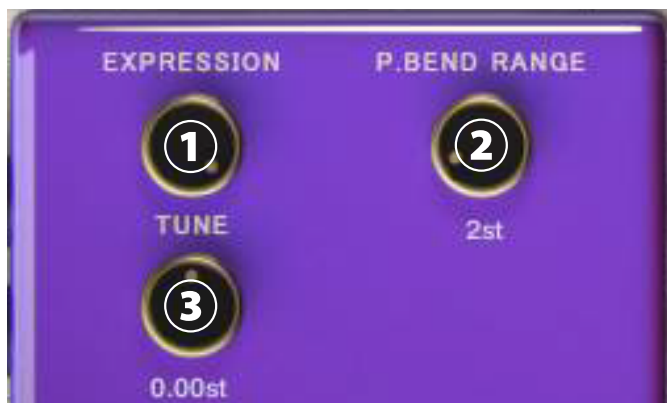 EXPRESSION P.BEND RANGE
1 2
TUNE 2st
3
0.00st